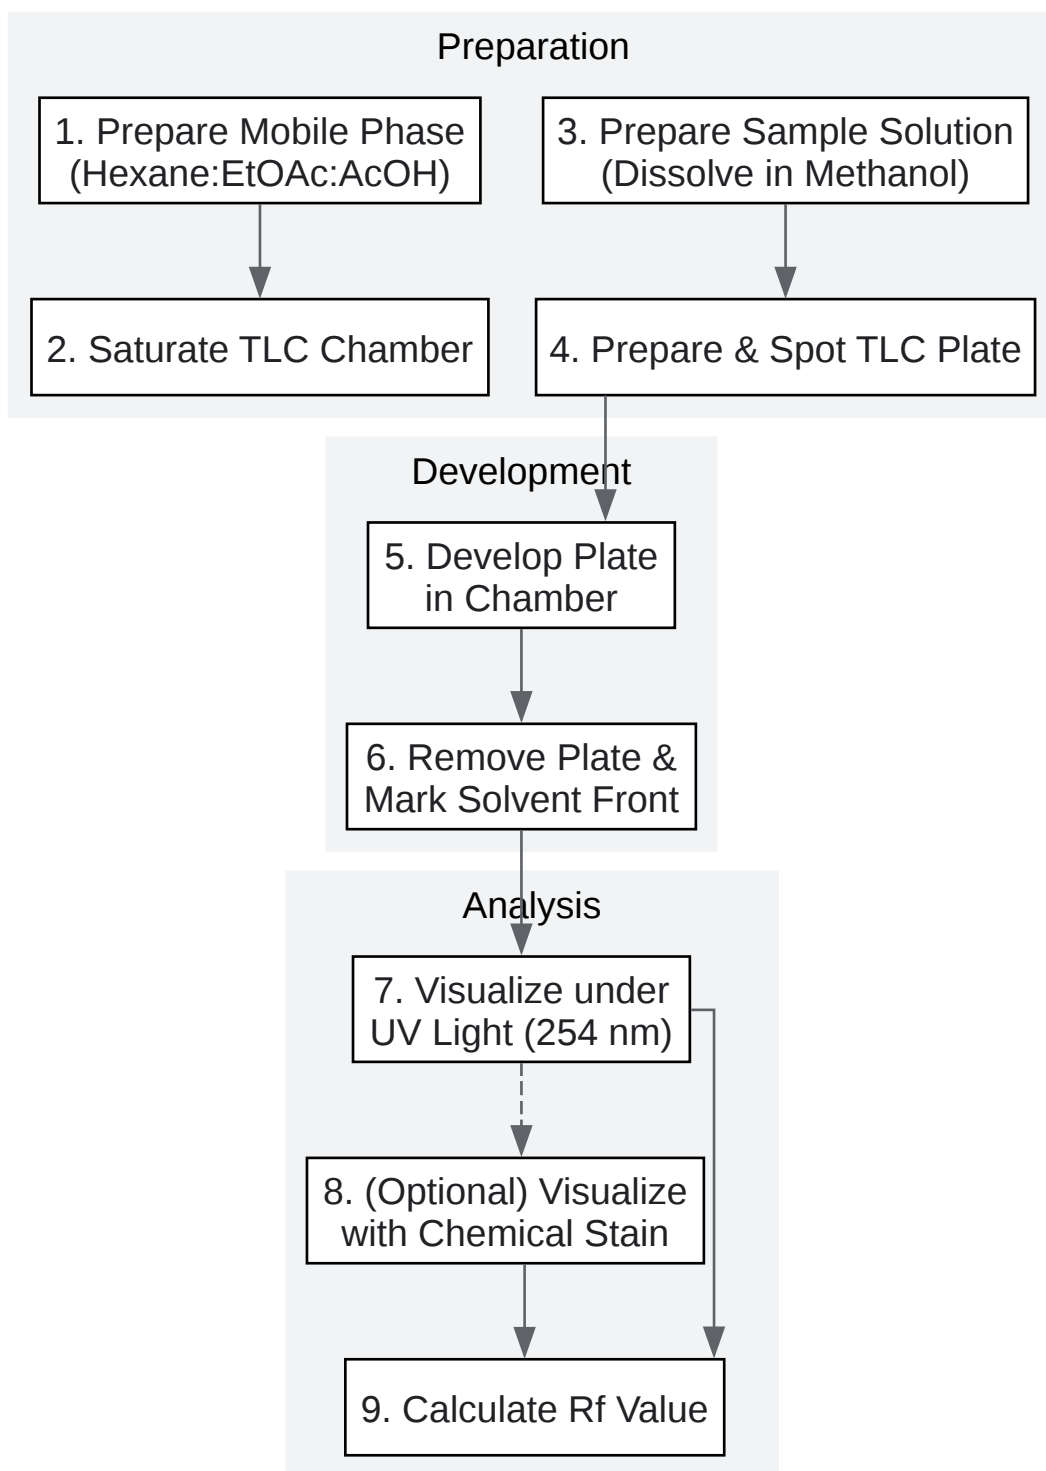 Preparation
1. Prepare Mobile Phase
(Hexane:EtOAc:AcOH)
3. Prepare Sample Solution
(Dissolve in Methanol)
2. Saturate TLC Chamber
4. Prepare & Spot TLC Plate
Development
5. Develop Plate
in Chamber
6. Remove Plate &
Mark Solvent Front
Analysis
7. Visualize under
UV Light (254 nm)
8. (Optional) Visualize
with Chemical Stain
9. Calculate Rf Value